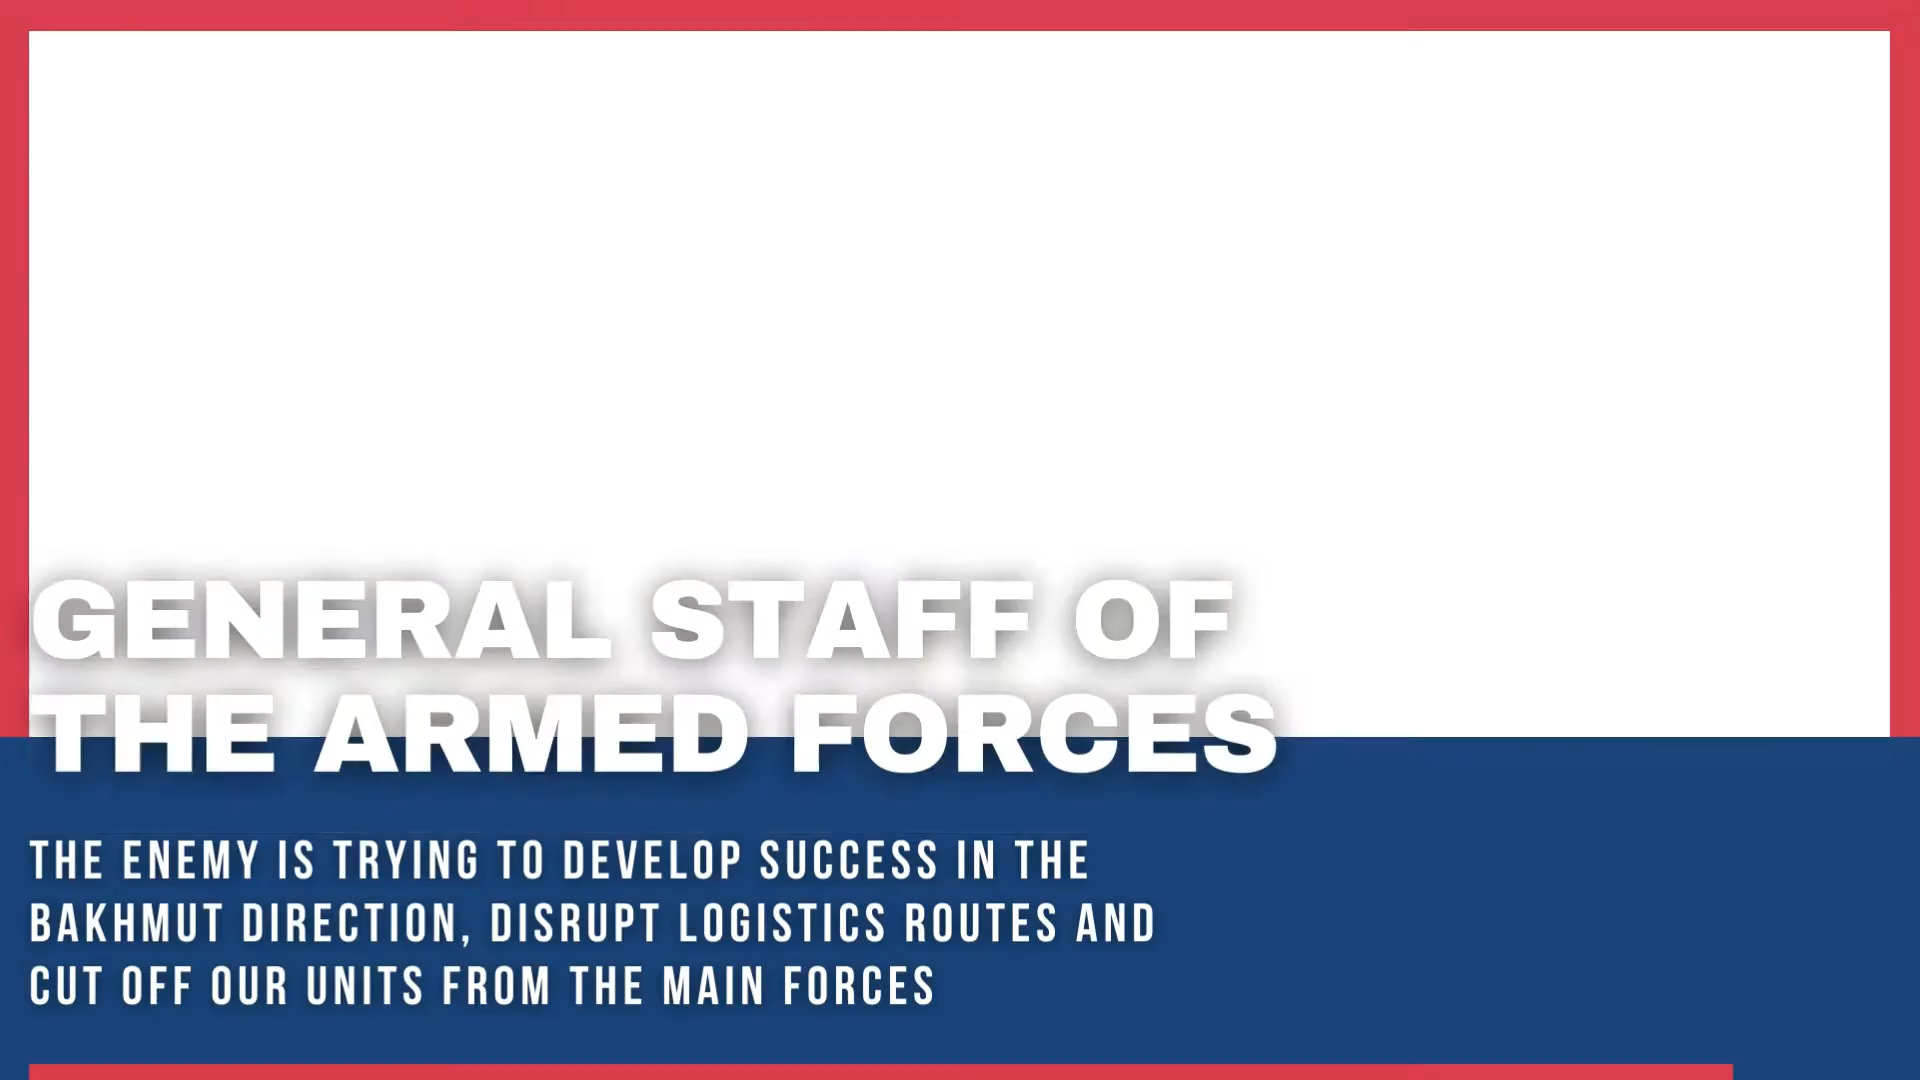 GENERAL STAFF OF
THE ARMED FORCES
THE ENEMY IS TRYING TO DEVELOP SUCCESS IN THE
BAKHMUT DIRECTION, DISRUPT LOGISTICS ROUTES AND
CUT OFF OUR UNITS FROM THE MAIN FORCES